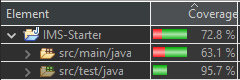 Element Coverage
IMS-Starter 72.8 %
src/main/java 63.1 %
src/test/java 95.7 %